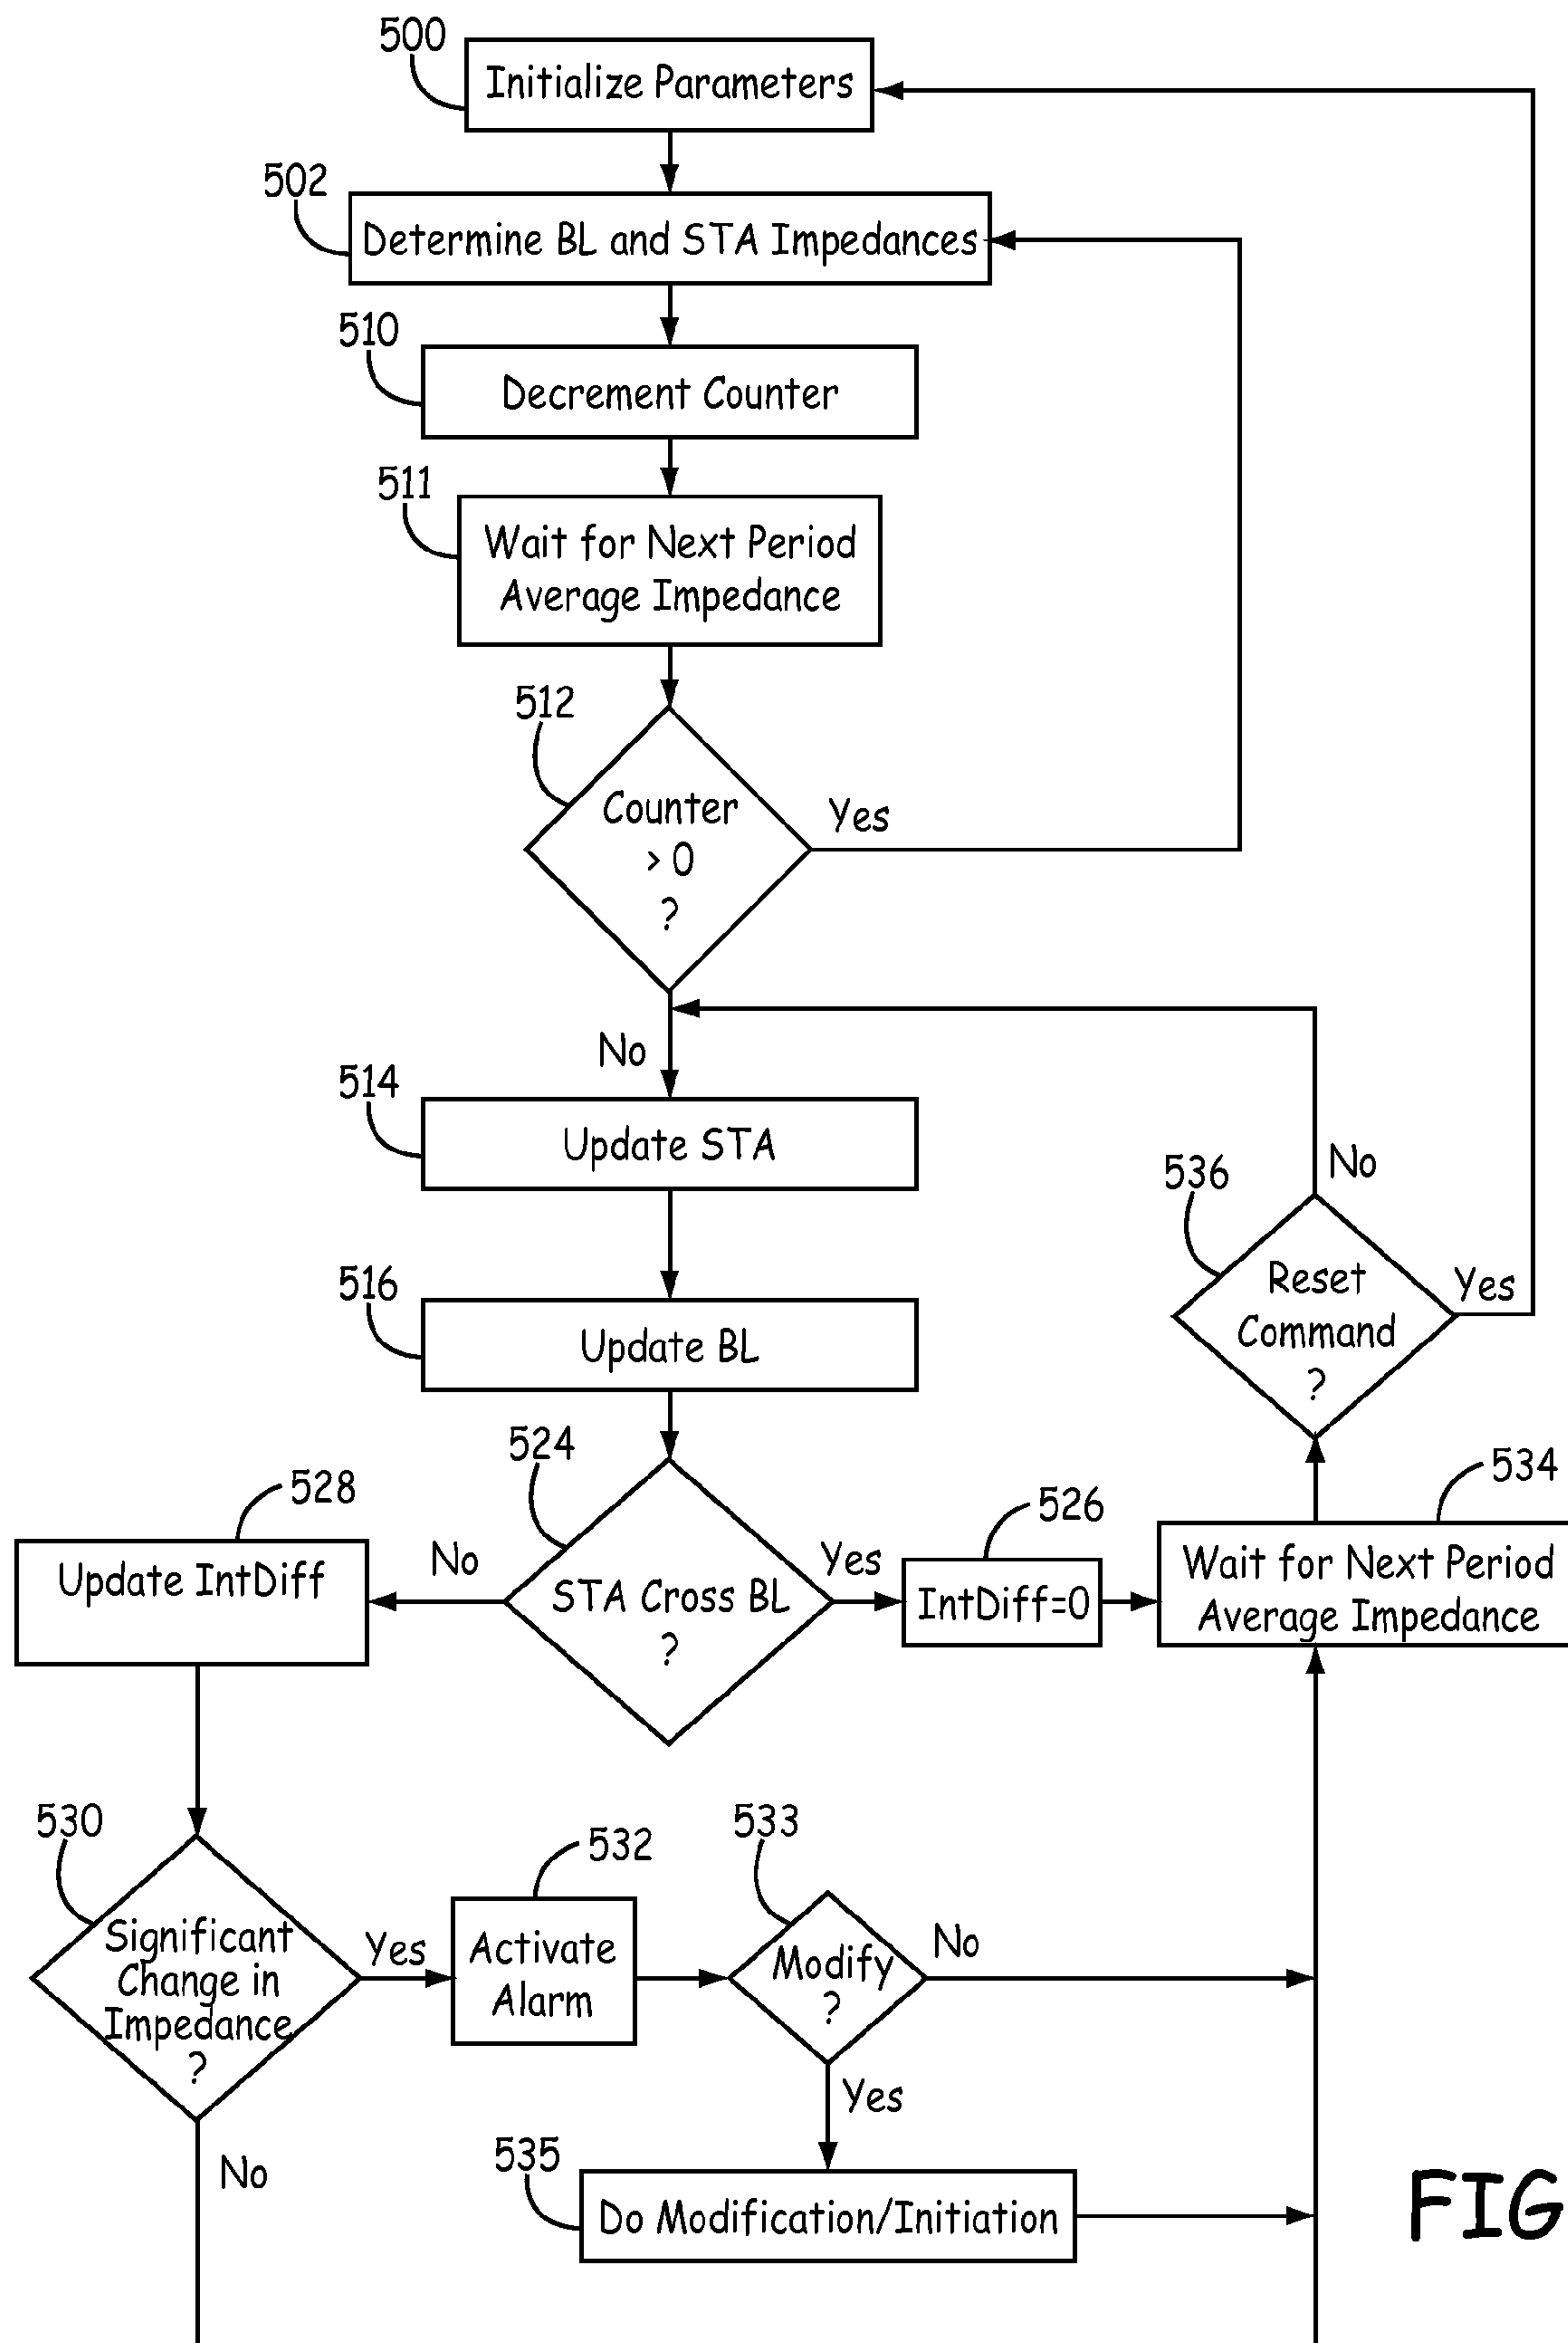 500
Initialize Parameters
502
Determine BL and STA Impedances
510
Decrement Counter
511
Wait for Next Period
Average Impedance
512
Counter
> 0
?
Yes
No
514
Update STA
536
No
Reset
Command
?
Yes
516
Update BL
524
STA Cross BL
?
No
Yes
528
Update IntDiff
526
IntDiff=0
534
Wait for Next Period
Average Impedance
530
Significant
Change in
Impedance
?
Yes
No
532
Activate
Alarm
533
Modify
?
No
Yes
535
Do Modification/Initiation
FIG